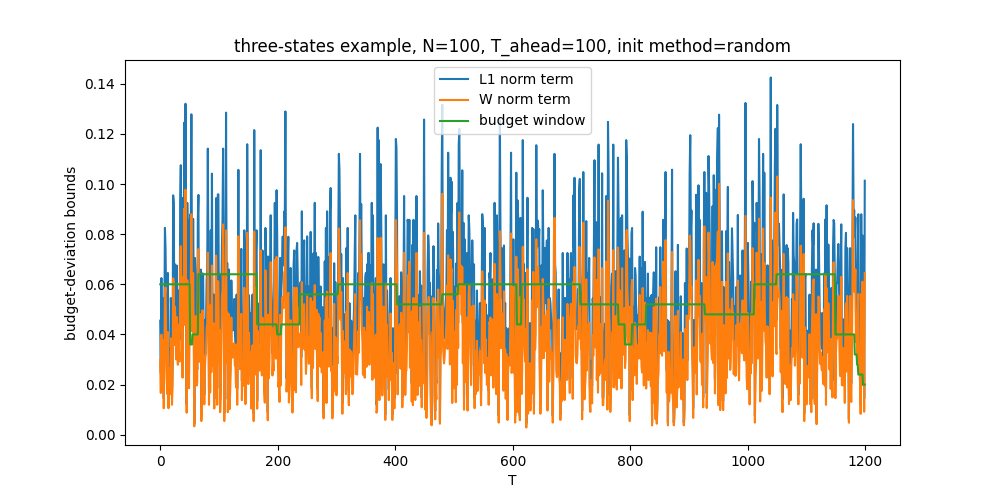 three-states example, N=100, T_ahead=100, init method=random
L1 norm term
W norm term
budget window
budget-deviation bounds
0.14
0.12
0.10
0.08
0.06
0.04
0.02
0.00
0 200 400 600 800 1000 1200
T